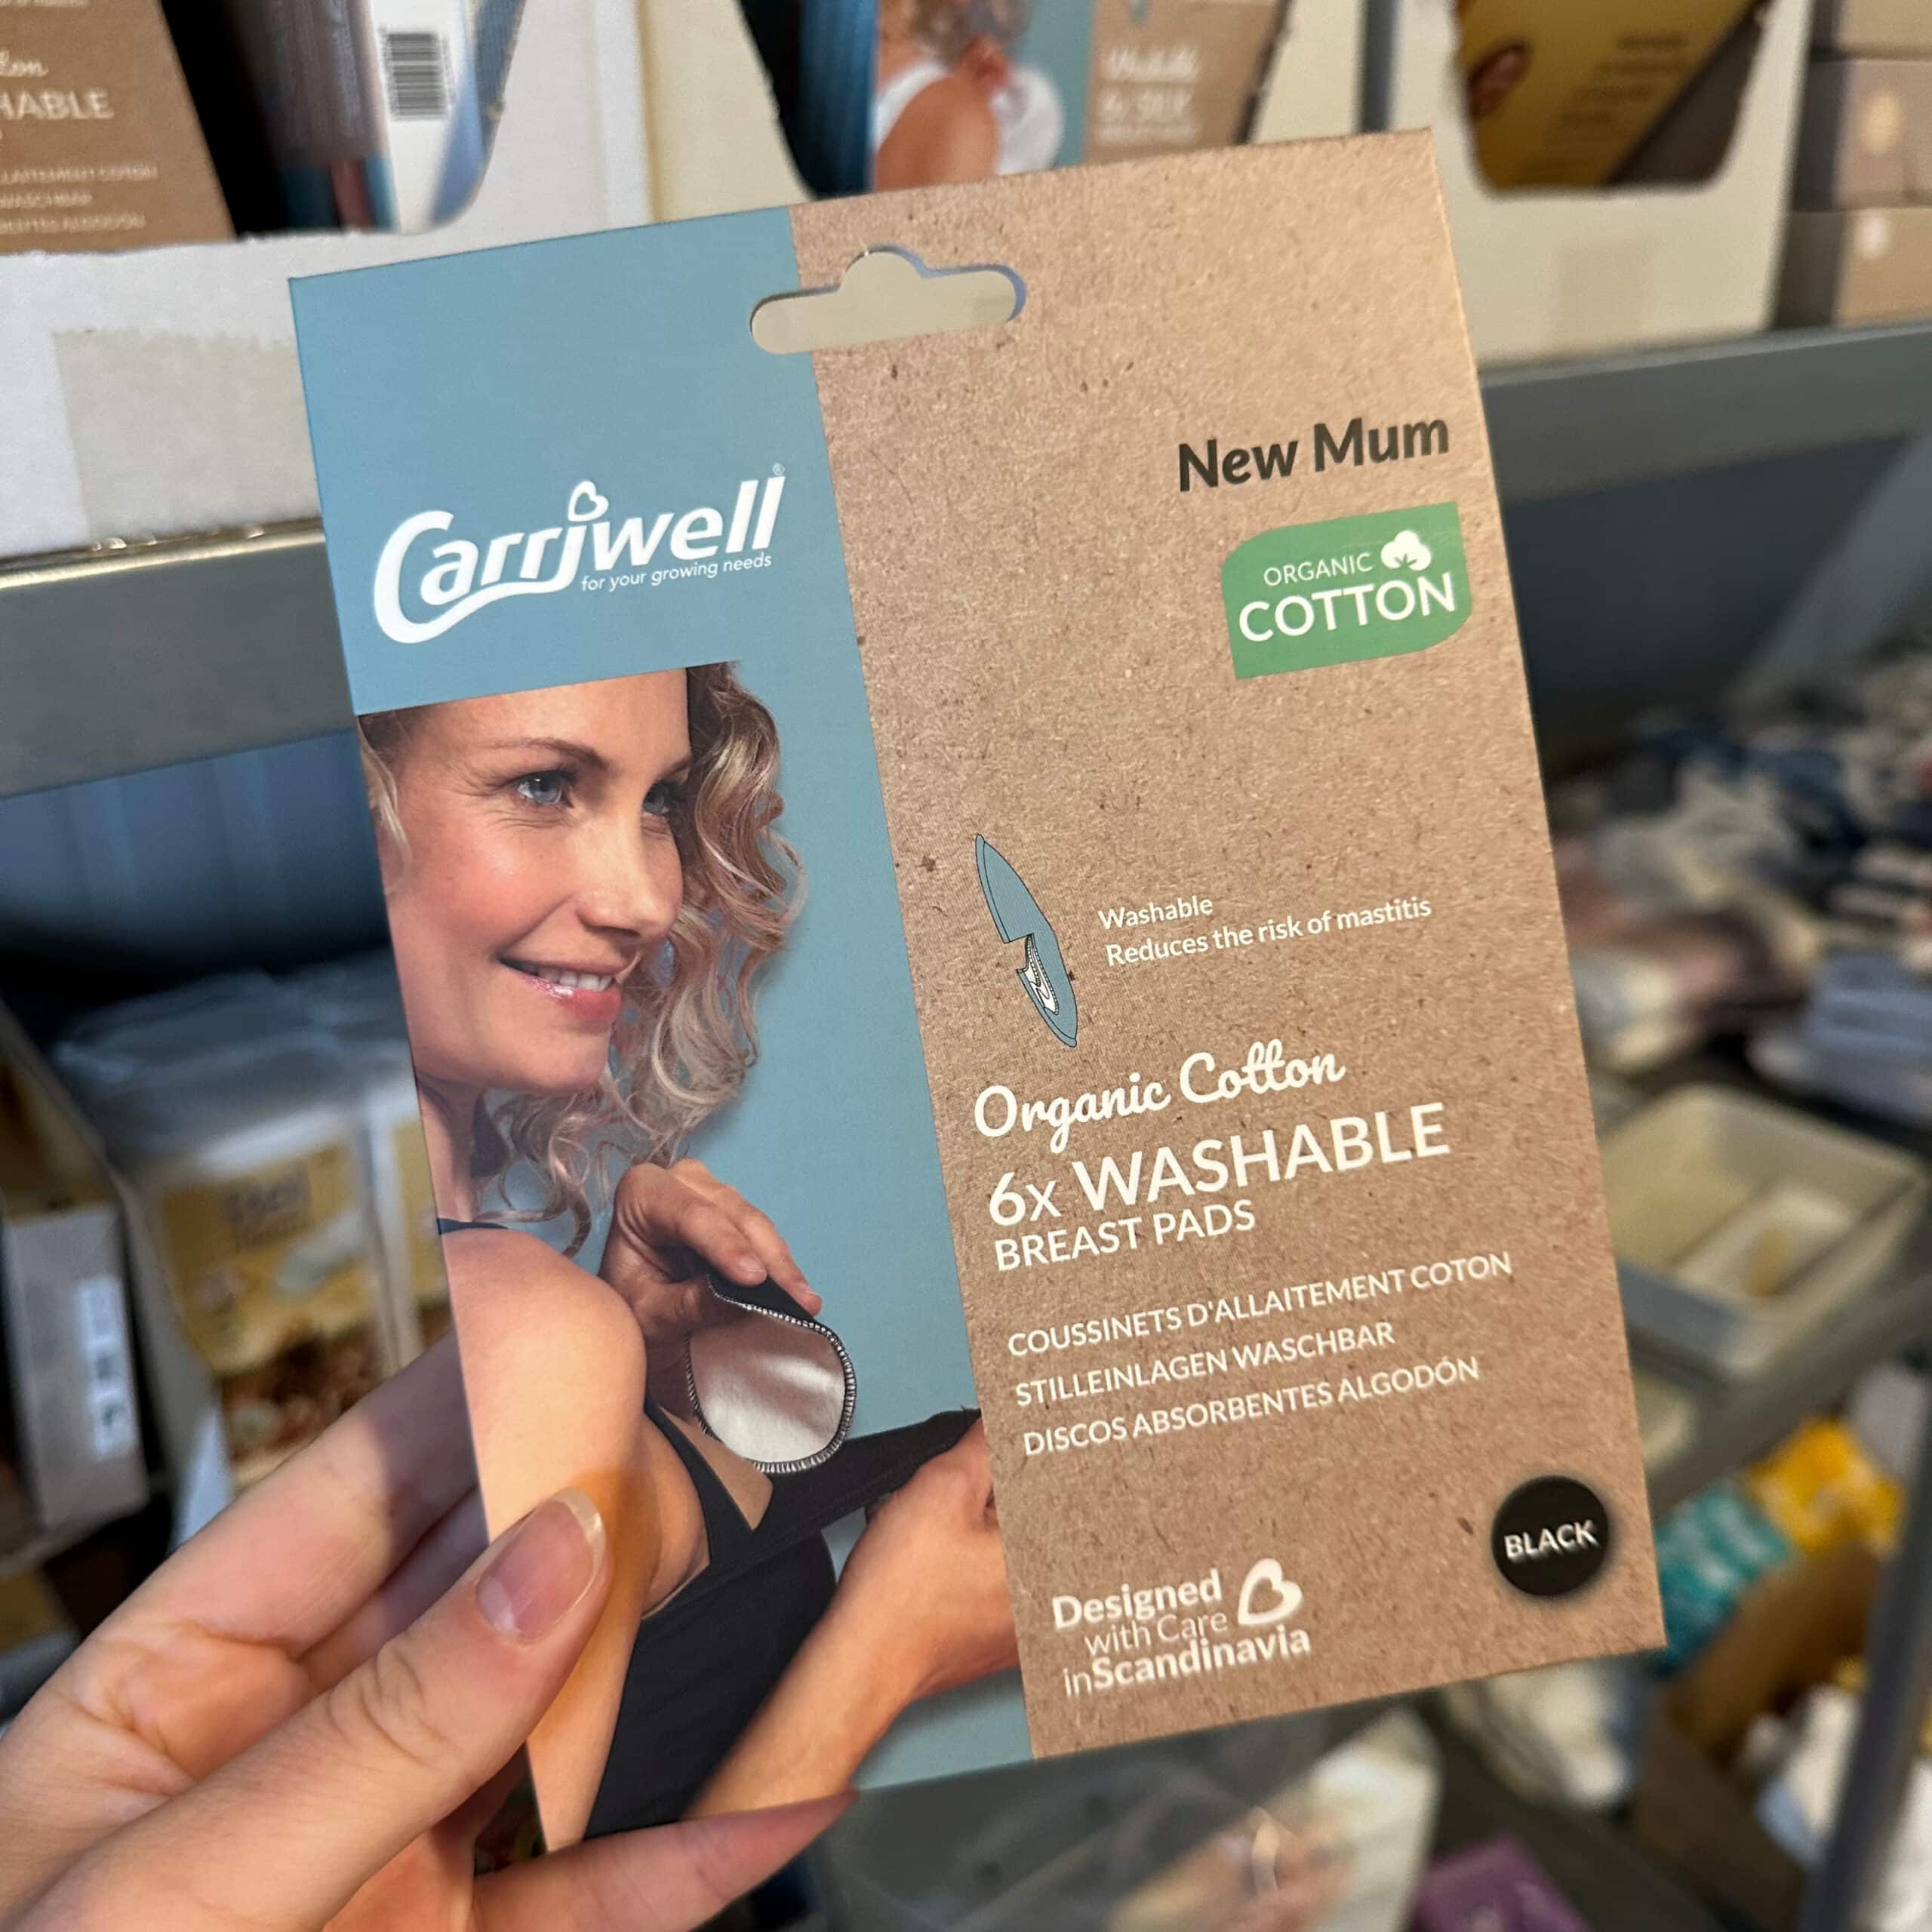 HABLE
Carriwell®
for your growing needs
New Mum
ORGANIC
COTTON
Washable
Reduces the risk of mastitis
Organic Cotton
6x WASHABLE
BREAST PADS
COUSSINETS D'ALLAITEMENT COTON
STILLEINLAGEN WASCHBAR
DISCOS ABSORBENTES ALGODÓN
BLACK
Designed
with Care
inScandinavia